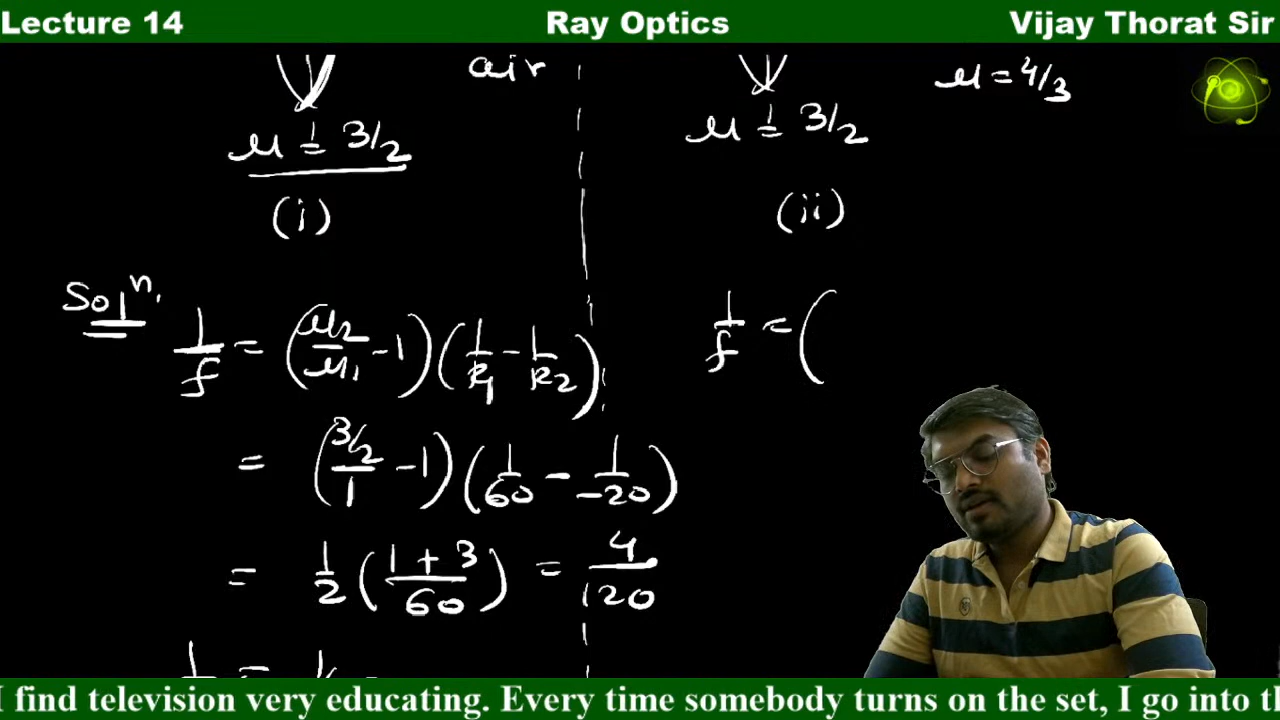 Lecture 14
Ray Optics
Vijay Thorat Sir
air
μ = 4/3
μ = 3/2
μ = 3/2
(i)
(ii)
Solⁿ.
1/f = (μ2/μ1 - 1)(1/R1 - 1/R2)
1/f = (
= (3/2/1 - 1)(1/60 - 1/-20)
= 1/2 (1 + 3/60) = 4/120
I find television very educating. Every time somebody turns on the set, I go into th